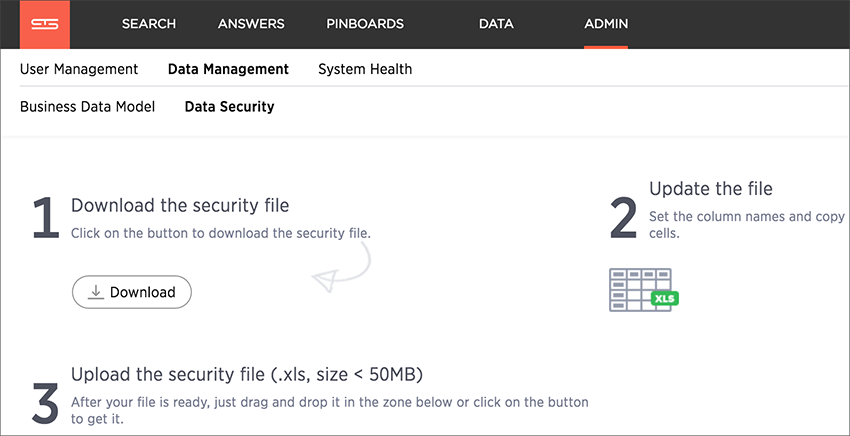 SEARCH ANSWERS PINBOARDS DATA ADMIN
User Management Data Management System Health
Business Data Model Data Security
1 Download the security file
Click on the button to download the security file.
Download
2 Update the file
Set the column names and copy
cells.
XLS
3 Upload the security file (.xls, size < 50MB)
After your file is ready, just drag and drop it in the zone below or click on the button
to get it.